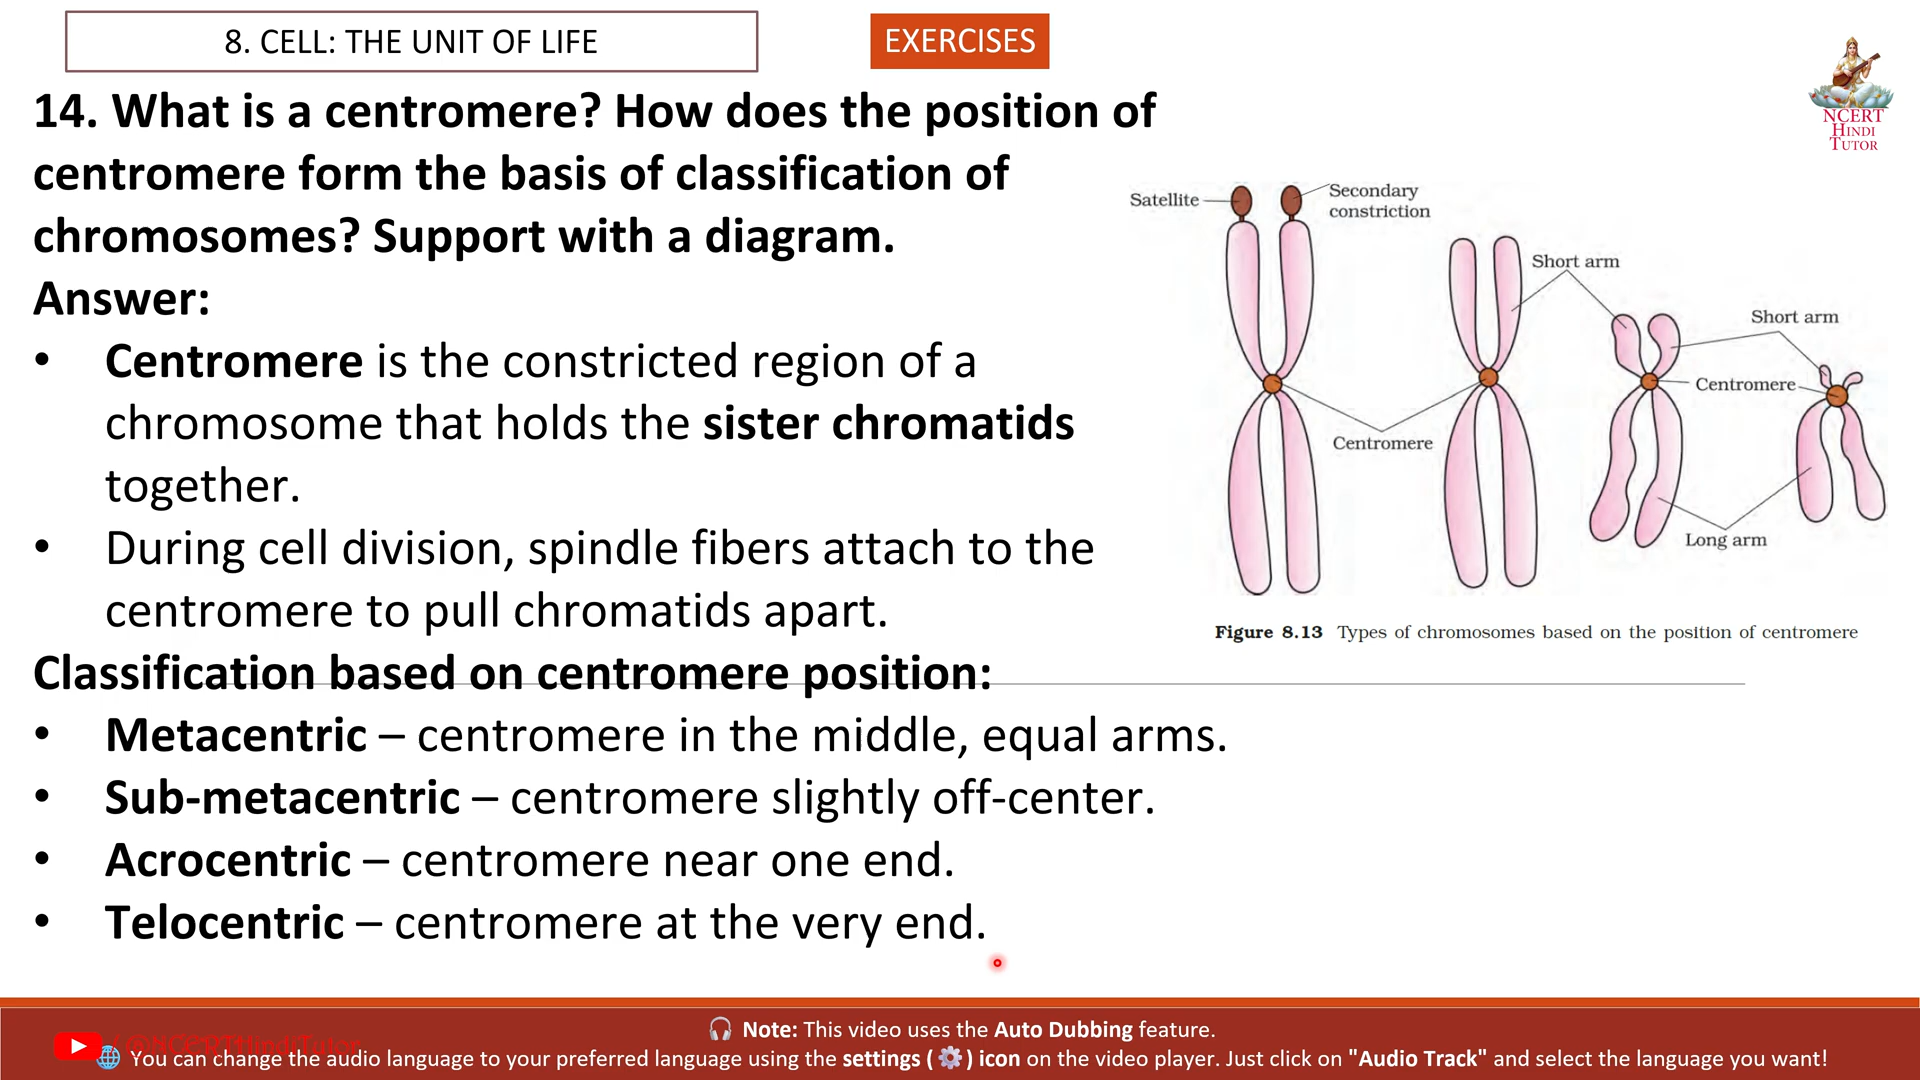 8. CELL: THE UNIT OF LIFE
EXERCISES
NCERT
HINDI
TUTOR
14. What is a centromere? How does the position of
centromere form the basis of classification of
chromosomes? Support with a diagram.
Answer:
• Centromere is the constricted region of a
chromosome that holds the sister chromatids
together.
• During cell division, spindle fibers attach to the
centromere to pull chromatids apart.
Satellite
Secondary
constriction
Short arm
Short arm
Centromere
Centromere
Long arm
Figure 8.13 Types of chromosomes based on the position of centromere
Classification based on centromere position:
• Metacentric – centromere in the middle, equal arms.
• Sub-metacentric – centromere slightly off-center.
• Acrocentric – centromere near one end.
• Telocentric – centromere at the very end.
🎧 Note: This video uses the Auto Dubbing feature.
/@NCERTHindiTutor
🌐 You can change the audio language to your preferred language using the settings (⚙️) icon on the video player. Just click on "Audio Track" and select the language you want!